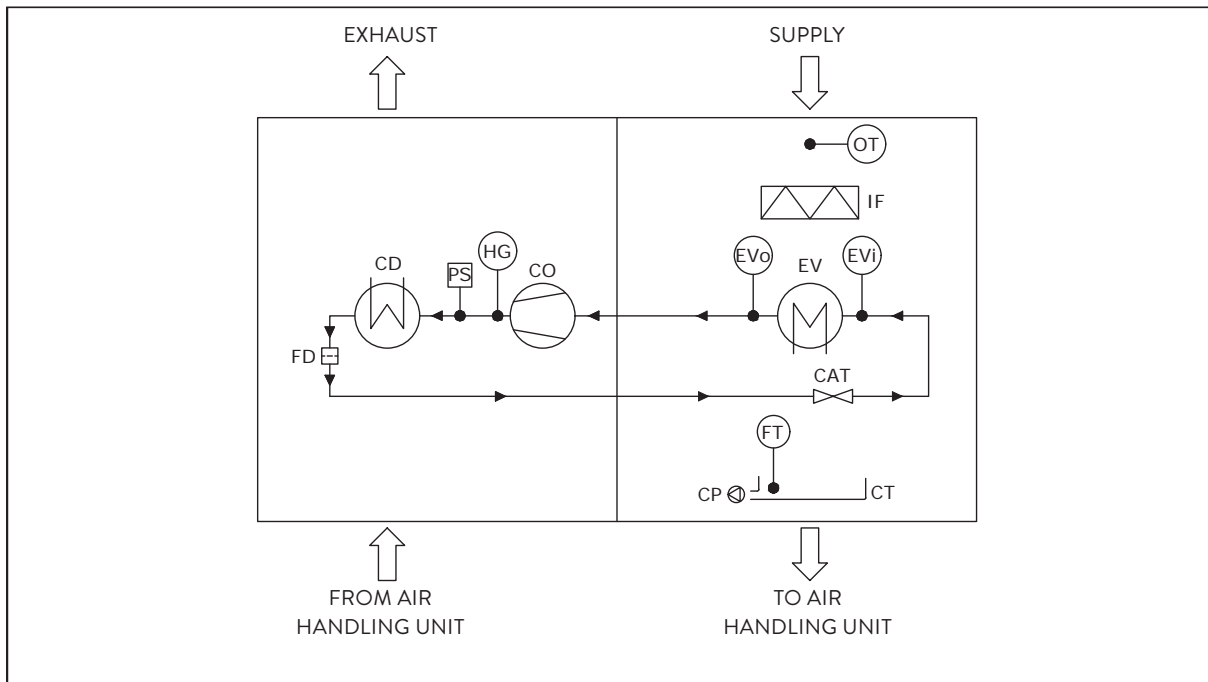 EXHAUST
SUPPLY
OT
IF
HG
EVo
EV
EVi
CD
PS
CO
FD
CAT
FT
CP
CT
FROM AIR
HANDLING UNIT
TO AIR
HANDLING UNIT